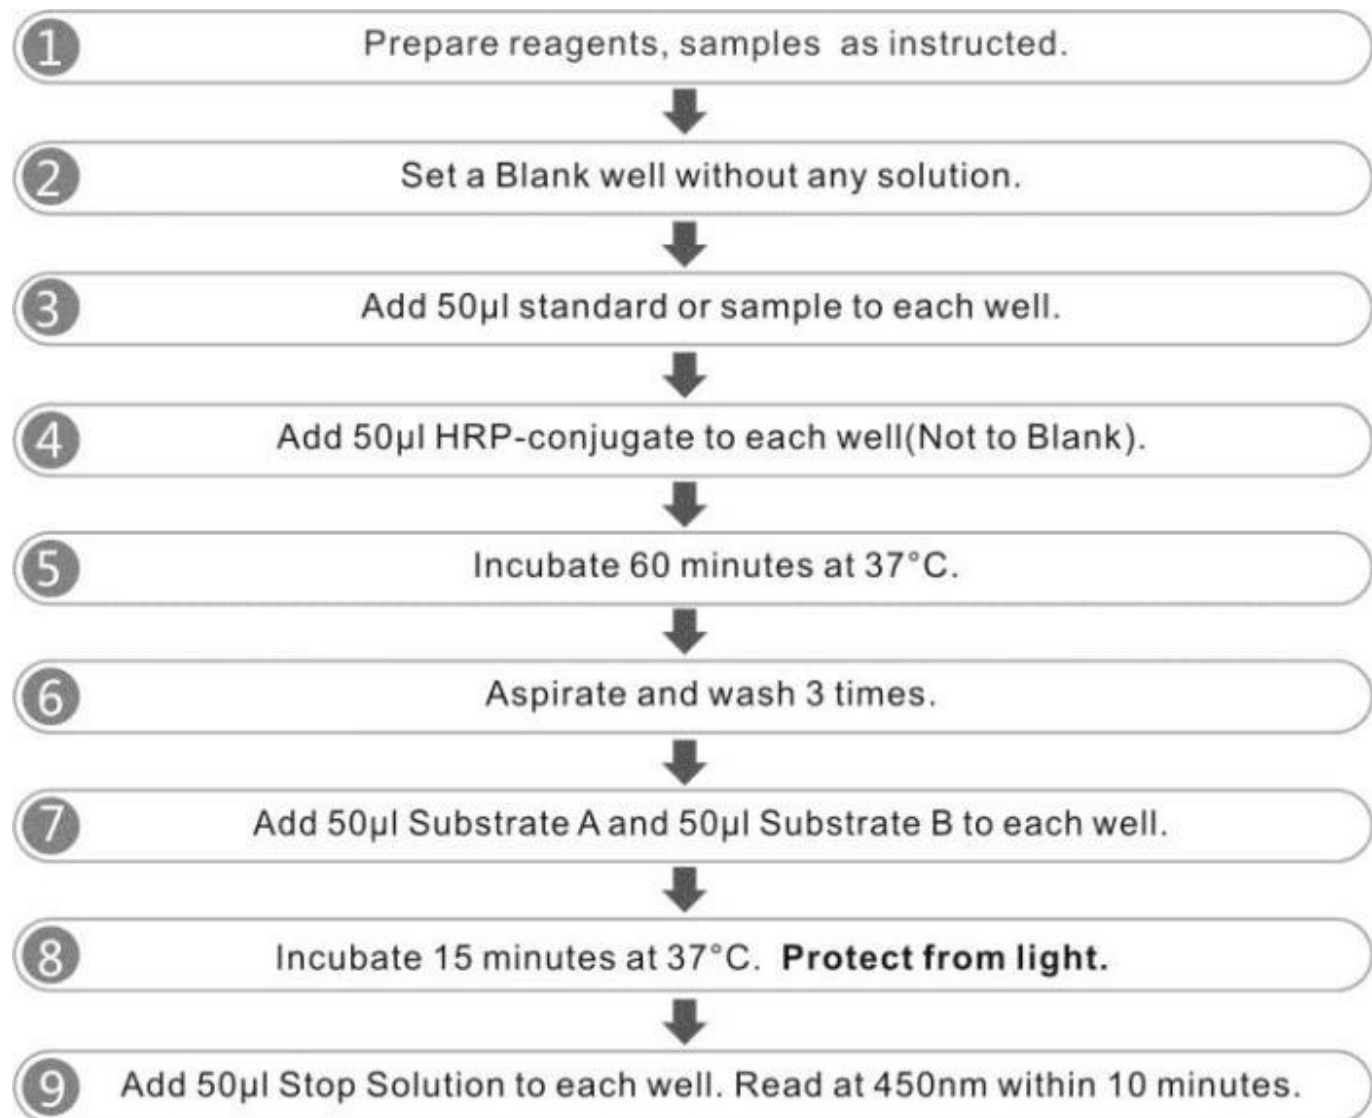 1 Prepare reagents, samples as instructed.
2 Set a Blank well without any solution.
3 Add 50µl standard or sample to each well.
4 Add 50µl HRP-conjugate to each well(Not to Blank).
5 Incubate 60 minutes at 37°C.
6 Aspirate and wash 3 times.
7 Add 50µl Substrate A and 50µl Substrate B to each well.
8 Incubate 15 minutes at 37°C. Protect from light.
9 Add 50µl Stop Solution to each well. Read at 450nm within 10 minutes.